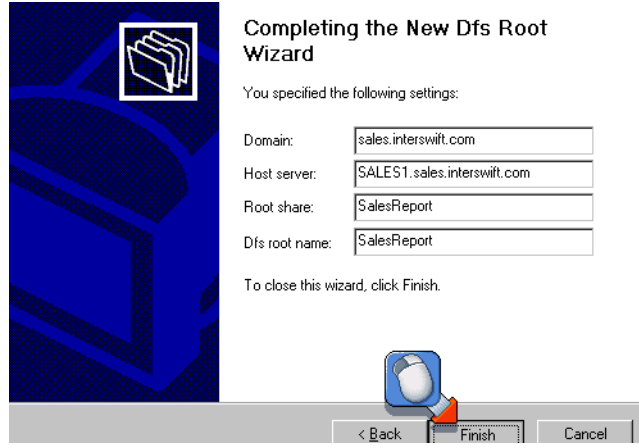 Completing the New Dfs Root
Wizard
You specified the following settings:
Domain: sales.interswift.com
Host server: SALES1.sales.interswift.com
Root share: SalesReport
Dfs root name: SalesReport
To close this wizard, click Finish.
< Back Finish Cancel